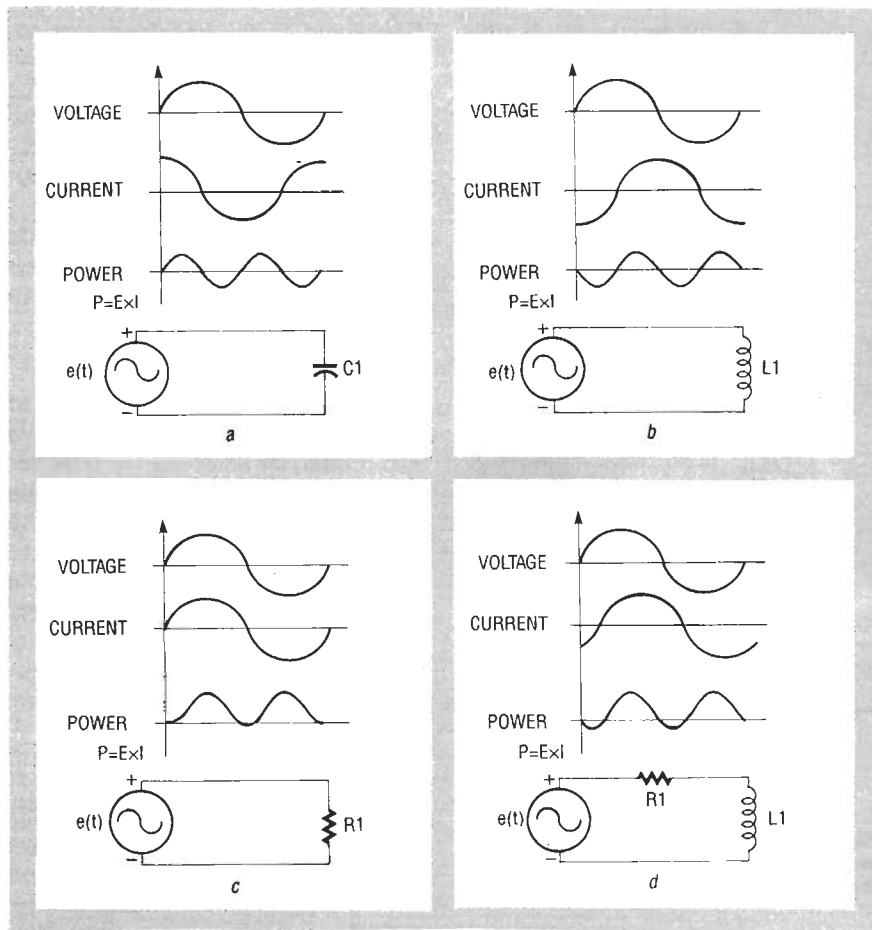 VOLTAGE
CURRENT
POWER
P=E×I
+
e(t)
−
C1
a
VOLTAGE
CURRENT
POWER
P=E×I
+
e(t)
−
L1
b
VOLTAGE
CURRENT
POWER
P=E×I
+
e(t)
−
R1
c
VOLTAGE
CURRENT
POWER
P=E×I
+
R1
e(t)
−
L1
d